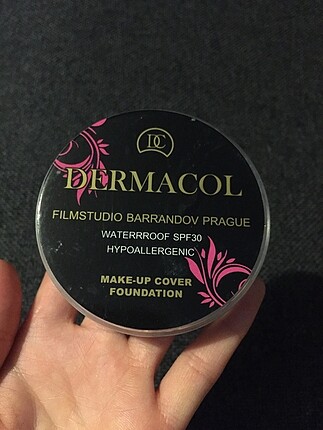 DC
DERMACOL
FILMSTUDIO BARRANDOV PRAGUE
WATERRROOF SPF30
HYPOALLERGENIC
MAKE-UP COVER
FOUNDATION